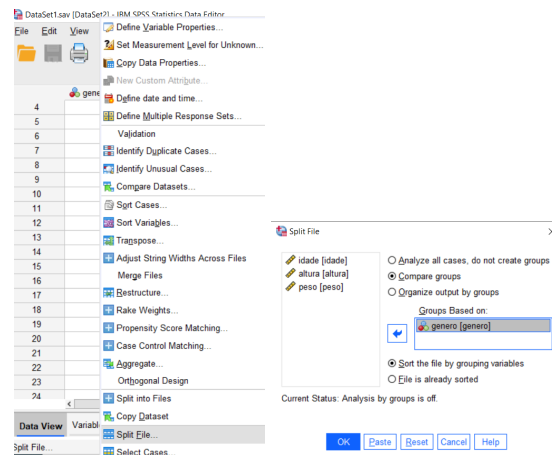 DataSet1.sav [DataSet2] - IBM SPSS Statistics Data Editor
File Edit View
gene
4
5
6
7
8
9
10
11
12
13
14
15
16
17
18
19
20
21
22
23
24
Data View Variabl
Split File...
Define Variable Properties...
Set Measurement Level for Unknown...
Copy Data Properties...
New Custom Attribute...
Define date and time...
Define Multiple Response Sets...
Validation
Identify Duplicate Cases...
Identify Unusual Cases...
Compare Datasets...
Sort Cases...
Sort Variables...
Transpose...
Adjust String Widths Across Files
Merge Files
Restructure...
Rake Weights...
Propensity Score Matching...
Case Control Matching...
Aggregate...
Orthogonal Design
Split into Files
Copy Dataset
Split File...
Select Cases...
Split File
idade [idade]
altura [altura]
peso [peso]
Analyze all cases, do not create groups
Compare groups
Organize output by groups
Groups Based on:
genero [genero]
Sort the file by grouping variables
File is already sorted
Current Status: Analysis by groups is off.
OK Paste Reset Cancel Help